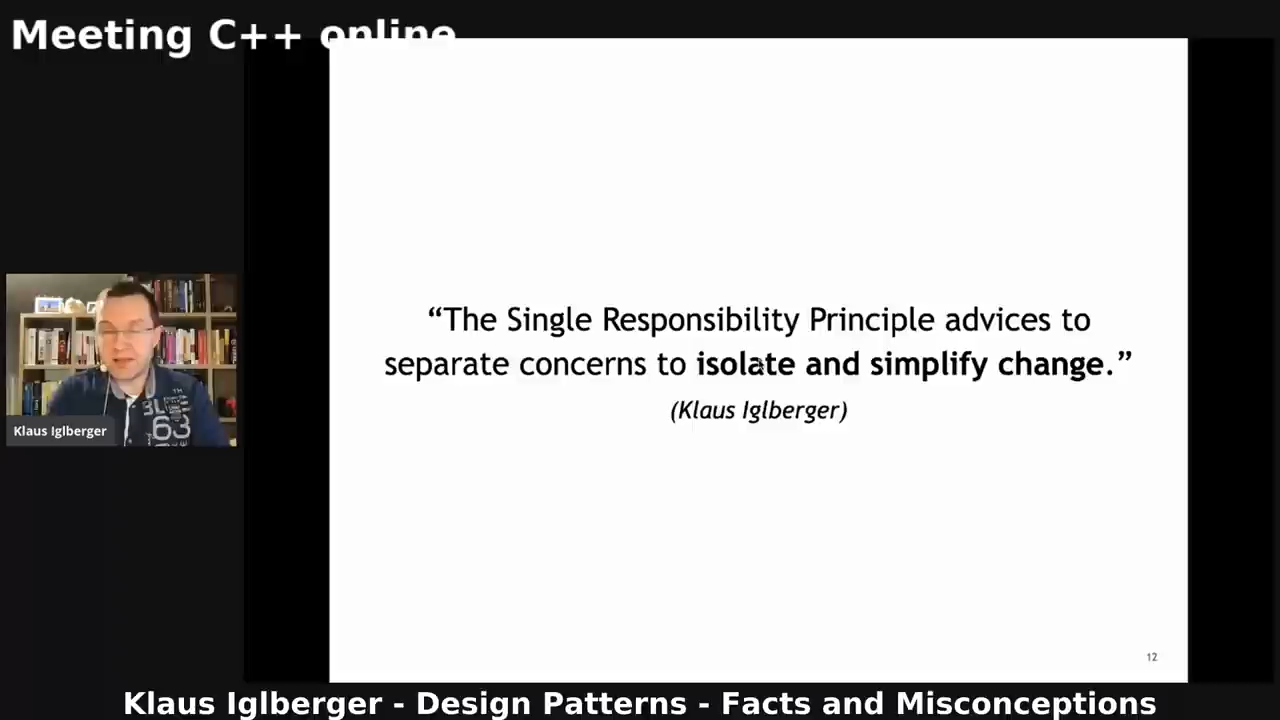 Meeting C++ online
“The Single Responsibility Principle advices to
separate concerns to isolate and simplify change.”
(Klaus Iglberger)
Klaus Iglberger
63
12
Klaus Iglberger - Design Patterns - Facts and Misconceptions